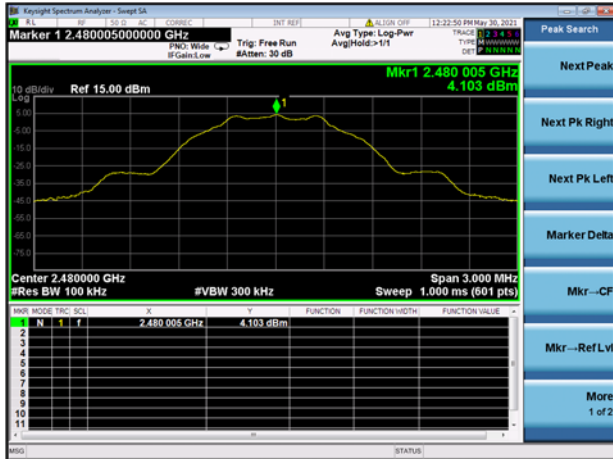 Keysight Spectrum Analyzer - Swept SA
RL RF 50 Ω AC CORREC INT REF ALIGN OFF 12:22:50 PM May 30, 2021
Marker 1 2.480005000000 GHz
PNO: Wide Trig: Free Run
IFGain:Low #Atten: 30 dB
Avg Type: Log-Pwr
Avg|Hold:>1/1
TRACE 1 2 3 4 5 6
TYPE M W W W W W
DET P N N N N N
Peak Search
Next Peak
Next Pk Right
Next Pk Left
Marker Delta
Mkr→CF
Mkr→Ref Lvl
More
1 of 2
Mkr1 2.480 005 GHz
4.103 dBm
10 dB/div Ref 15.00 dBm
Log
1
5.00
-5.00
-15.0
-25.0
-35.0
-45.0
-55.0
-65.0
-75.0
Center 2.480000 GHz Span 3.000 MHz
#Res BW 100 kHz #VBW 300 kHz Sweep 1.000 ms (601 pts)
MKR MODE TRC SCL X Y FUNCTION FUNCTION WIDTH FUNCTION VALUE
1 N 1 f 2.480 005 GHz 4.103 dBm
2
3
4
5
6
7
8
9
10
11
MSG STATUS